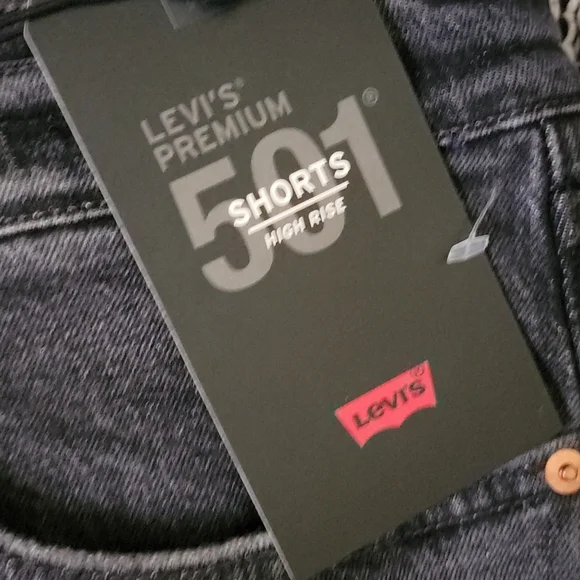 LEVI'S®
PREMIUM
501®
SHORTS
HIGH RISE
Levi's®